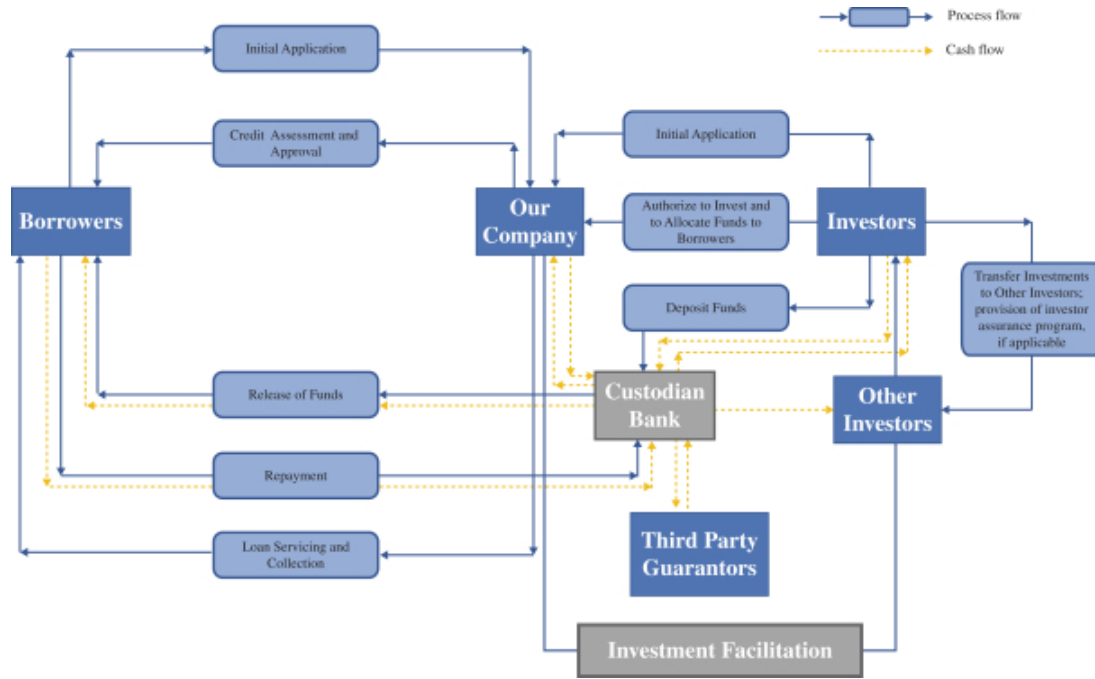 Process flow
Cash flow
Initial Application
Credit Assessment and
Approval
Initial Application
Borrowers
Our
Company
Authorize to Invest and
to Allocate Funds to
Borrowers
Investors
Transfer Investments
to Other Investors;
provision of investor
assurance program,
if applicable
Deposit Funds
Release of Funds
Custodian
Bank
Other
Investors
Repayment
Loan Servicing and
Collection
Third Party
Guarantors
Investment Facilitation